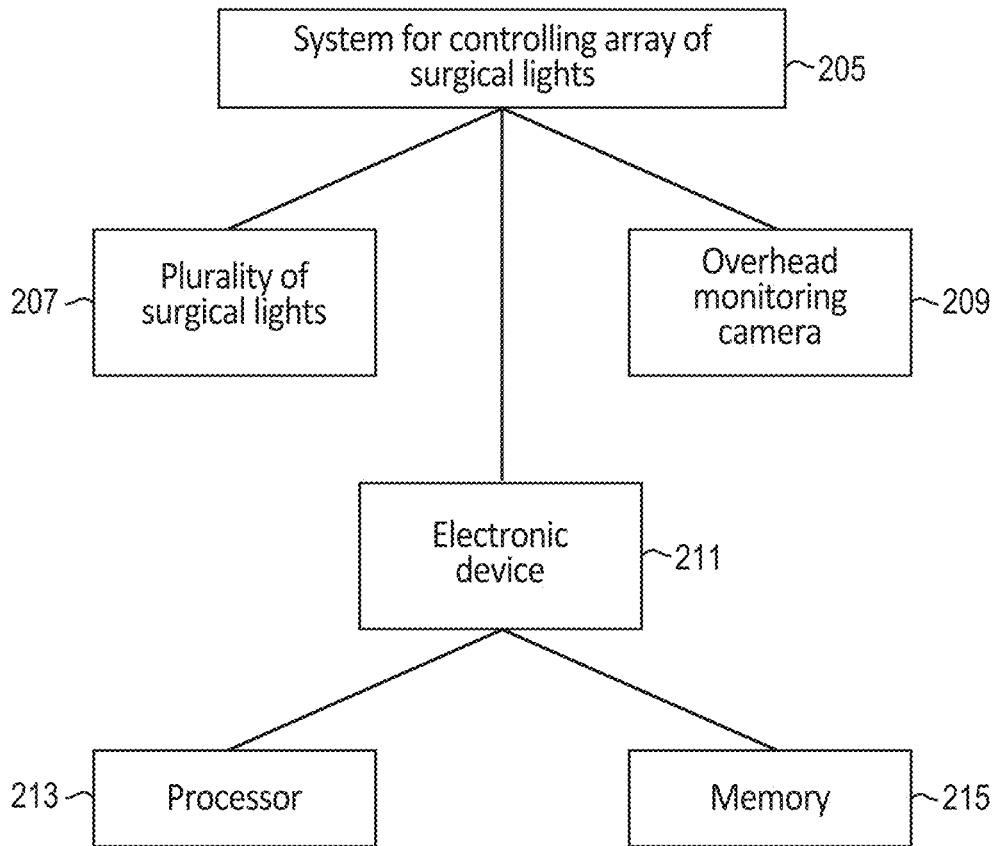 System for controlling array of
surgical lights
205
Plurality of
surgical lights
207
Overhead
monitoring
camera
209
Electronic
device
211
Processor
213
Memory
215